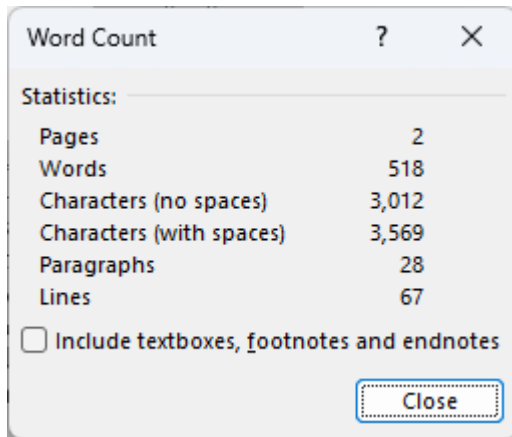 Word Count ? ×
Statistics:
Pages 2
Words 518
Characters (no spaces) 3,012
Characters (with spaces) 3,569
Paragraphs 28
Lines 67
Include textboxes, footnotes and endnotes
Close